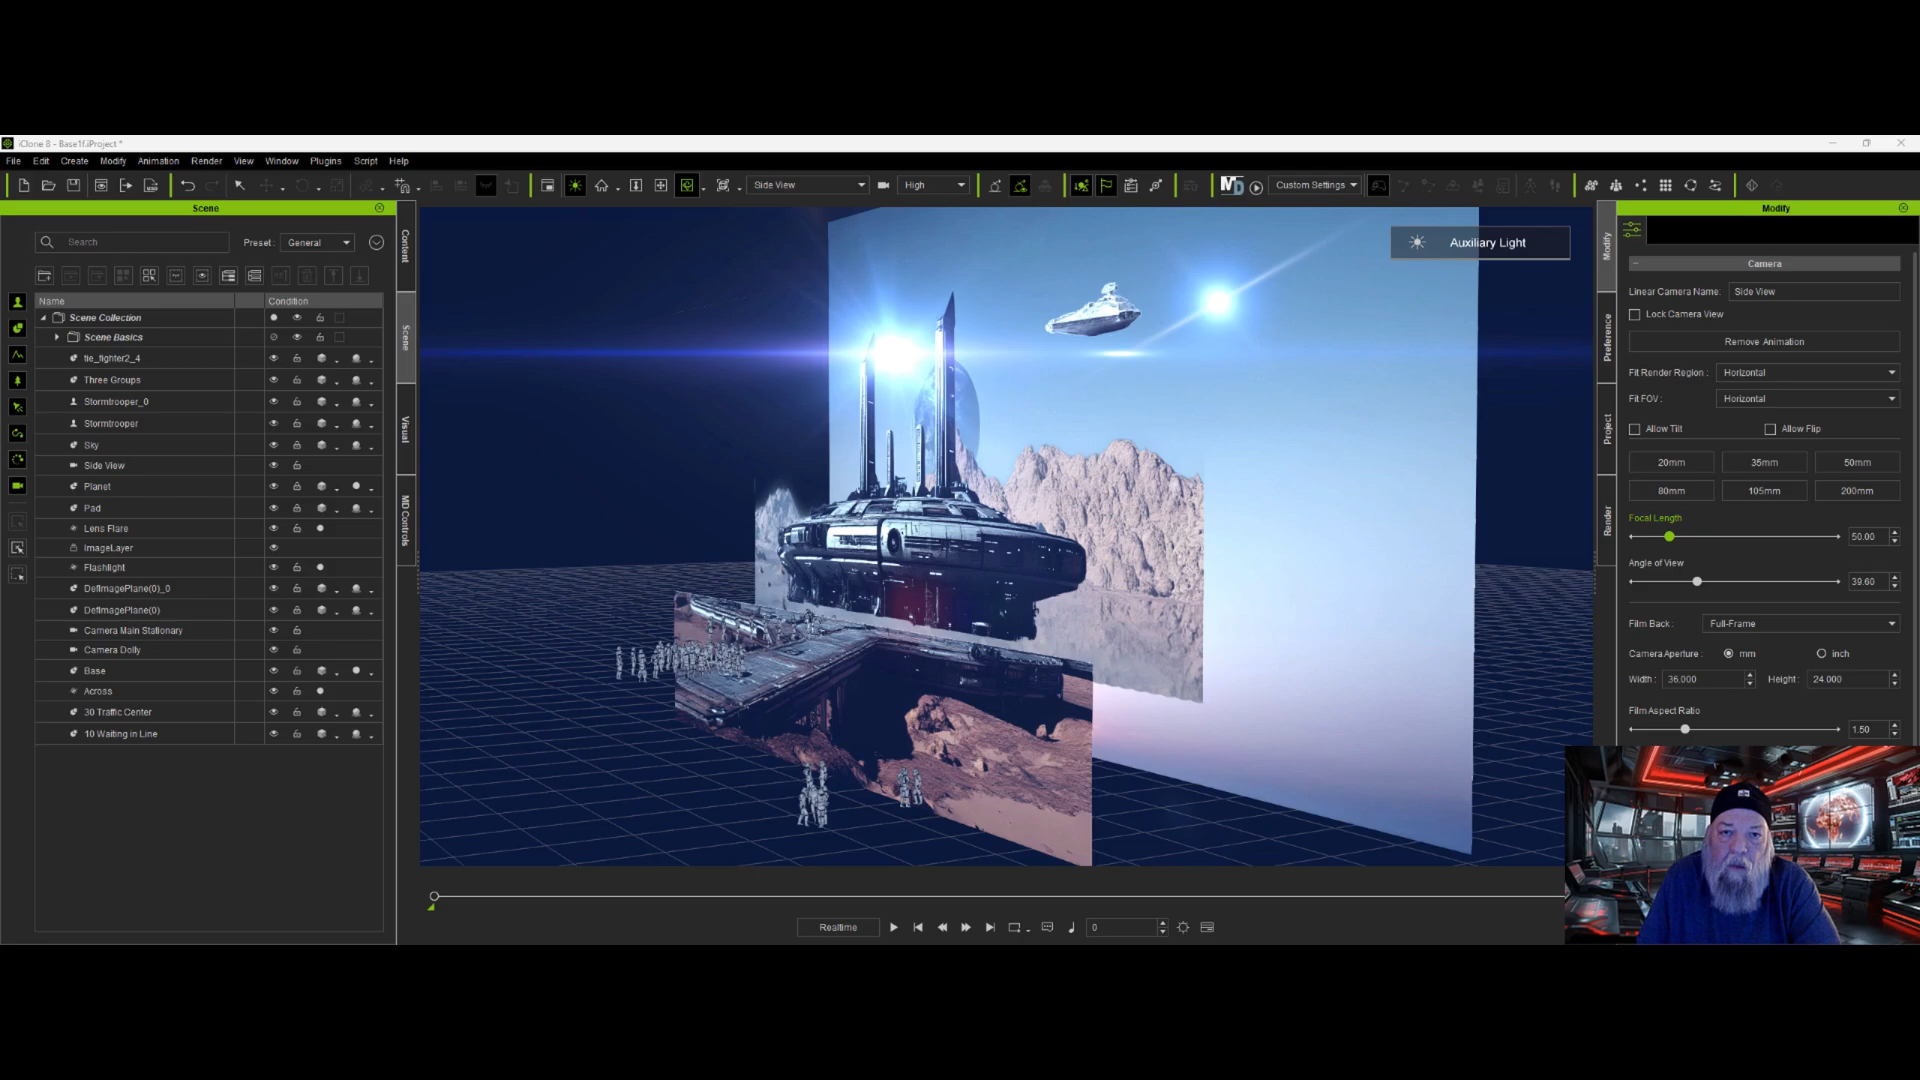 iClone 8 - Base1f.iProject *
File Edit Create Modify Animation Render View Window Plugins Script Help
Side View High MD Custom Settings
Scene
Search Preset : General
Name Condition
Scene Collection
Scene Basics
tie_fighter2_4
Three Groups
Stormtrooper_0
Stormtrooper
Sky
Side View
Planet
Pad
Lens Flare
ImageLayer
Flashlight
DefImagePlane(0)_0
DefImagePlane(0)
Camera Main Stationary
Camera Dolly
Base
Across
30 Traffic Center
10 Waiting in Line
Content
Scene
Visual
MD Controls
Auxiliary Light
Realtime 0
Modify
Preference
Project
Render
Modify
Camera
Linear Camera Name: Side View
Lock Camera View
Remove Animation
Fit Render Region : Horizontal
Fit FOV : Horizontal
Allow Tilt Allow Flip
20mm 35mm 50mm
80mm 105mm 200mm
Focal Length
50.00
Angle of View
39.60
Film Back : Full-Frame
Camera Aperture : mm inch
Width : 36.000 Height : 24.000
Film Aspect Ratio
1.50